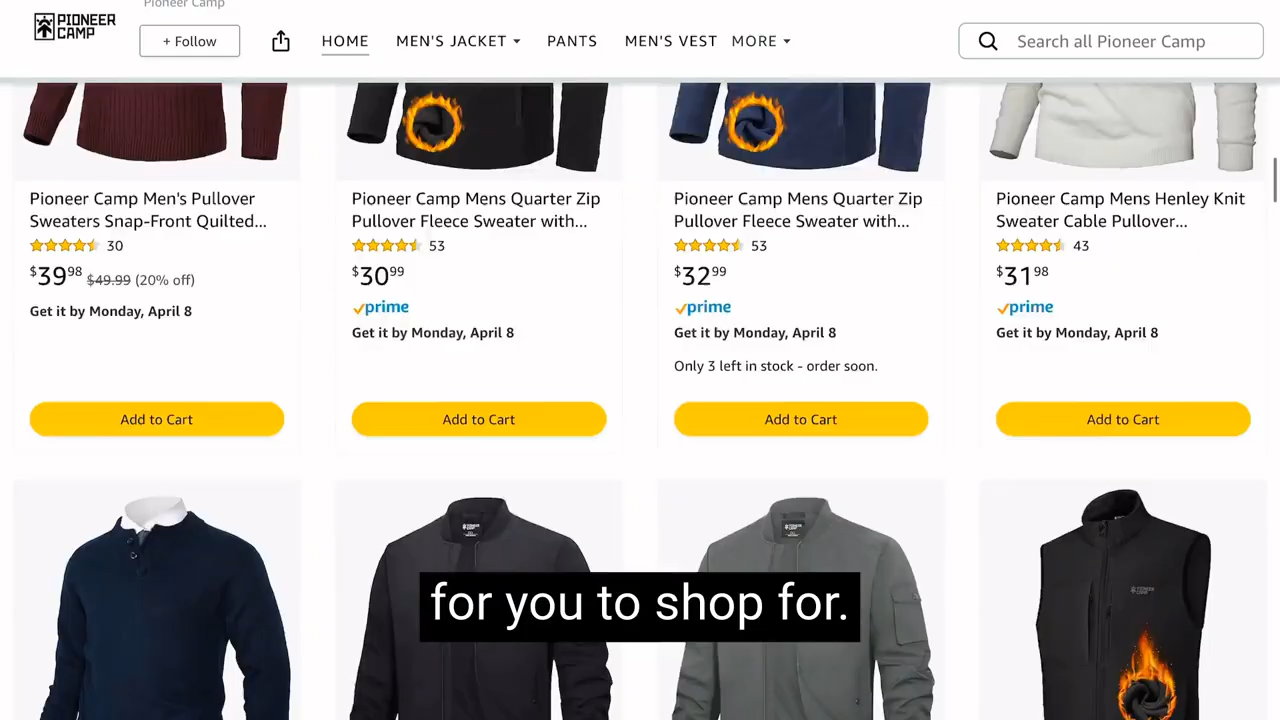 Pioneer Camp
PIONEER
CAMP
+ Follow
HOME
MEN'S JACKET
PANTS
MEN'S VEST
MORE
Search all Pioneer Camp
Pioneer Camp Men's Pullover
Sweaters Snap-Front Quilted...
30
$39.98 $49.99 (20% off)
Get it by Monday, April 8
Add to Cart
Pioneer Camp Mens Quarter Zip
Pullover Fleece Sweater with...
53
$30.99
prime
Get it by Monday, April 8
Add to Cart
Pioneer Camp Mens Quarter Zip
Pullover Fleece Sweater with...
53
$32.99
prime
Get it by Monday, April 8
Only 3 left in stock - order soon.
Add to Cart
Pioneer Camp Mens Henley Knit
Sweater Cable Pullover...
43
$31.98
prime
Get it by Monday, April 8
Add to Cart
PIONEER
CAMP
PIONEER
CAMP
PIONEER
CAMP
for you to shop for.